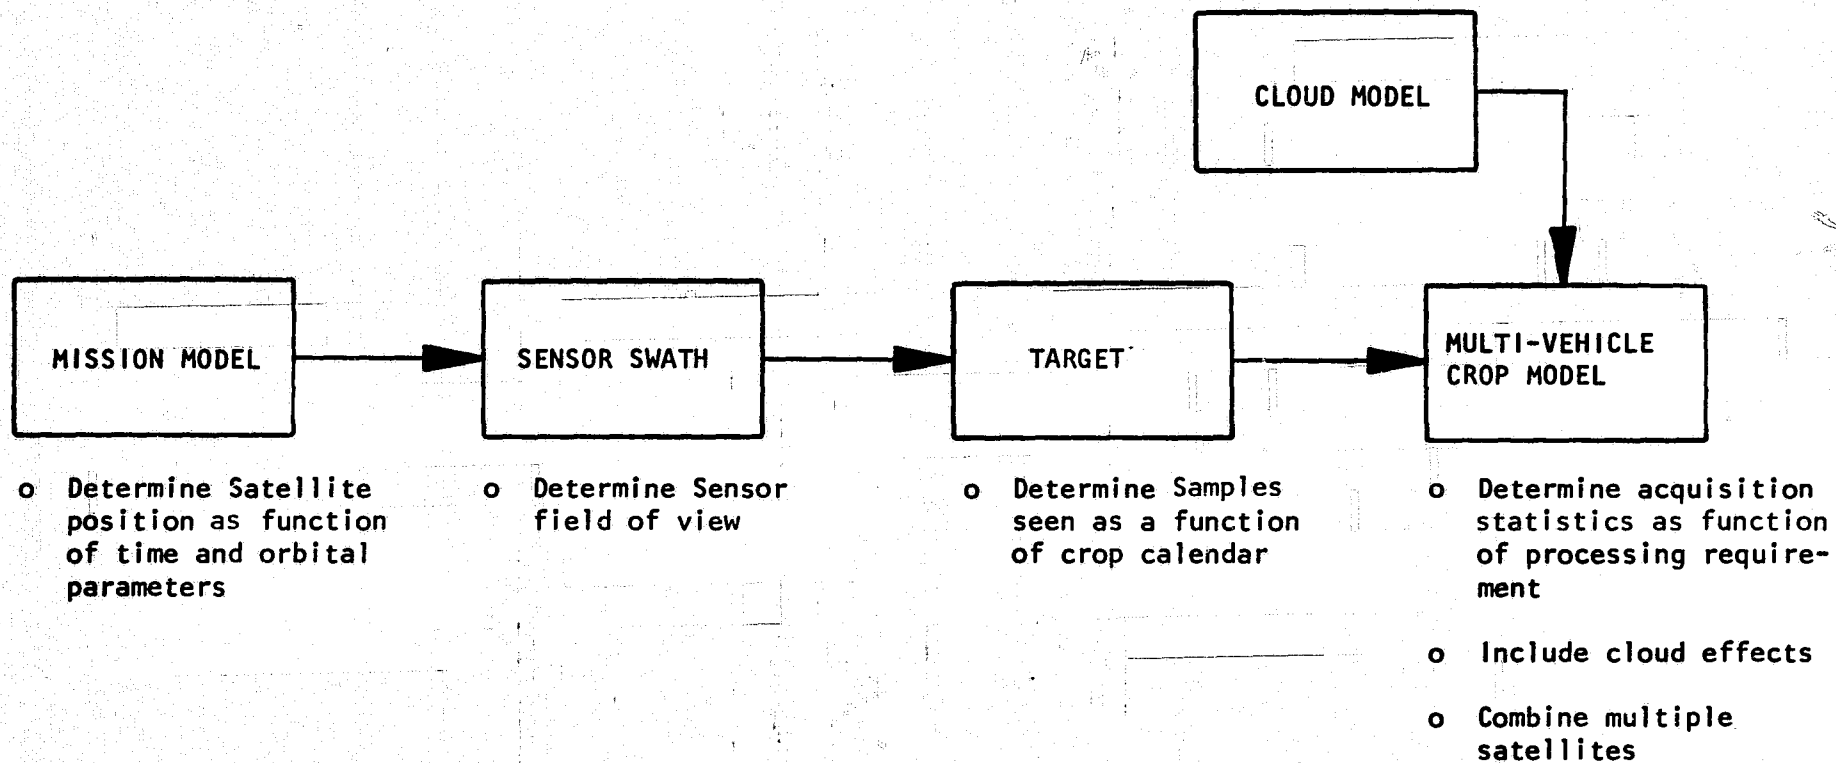 CLOUD MODEL
MISSION MODEL
SENSOR SWATH
TARGET
MULTI-VEHICLE
CROP MODEL
o Determine Satellite
position as function
of time and orbital
parameters
o Determine Sensor
field of view
o Determine Samples
seen as a function
of crop calendar
o Determine acquisition
statistics as function
of processing require-
ment
o Include cloud effects
o Combine multiple
satellites